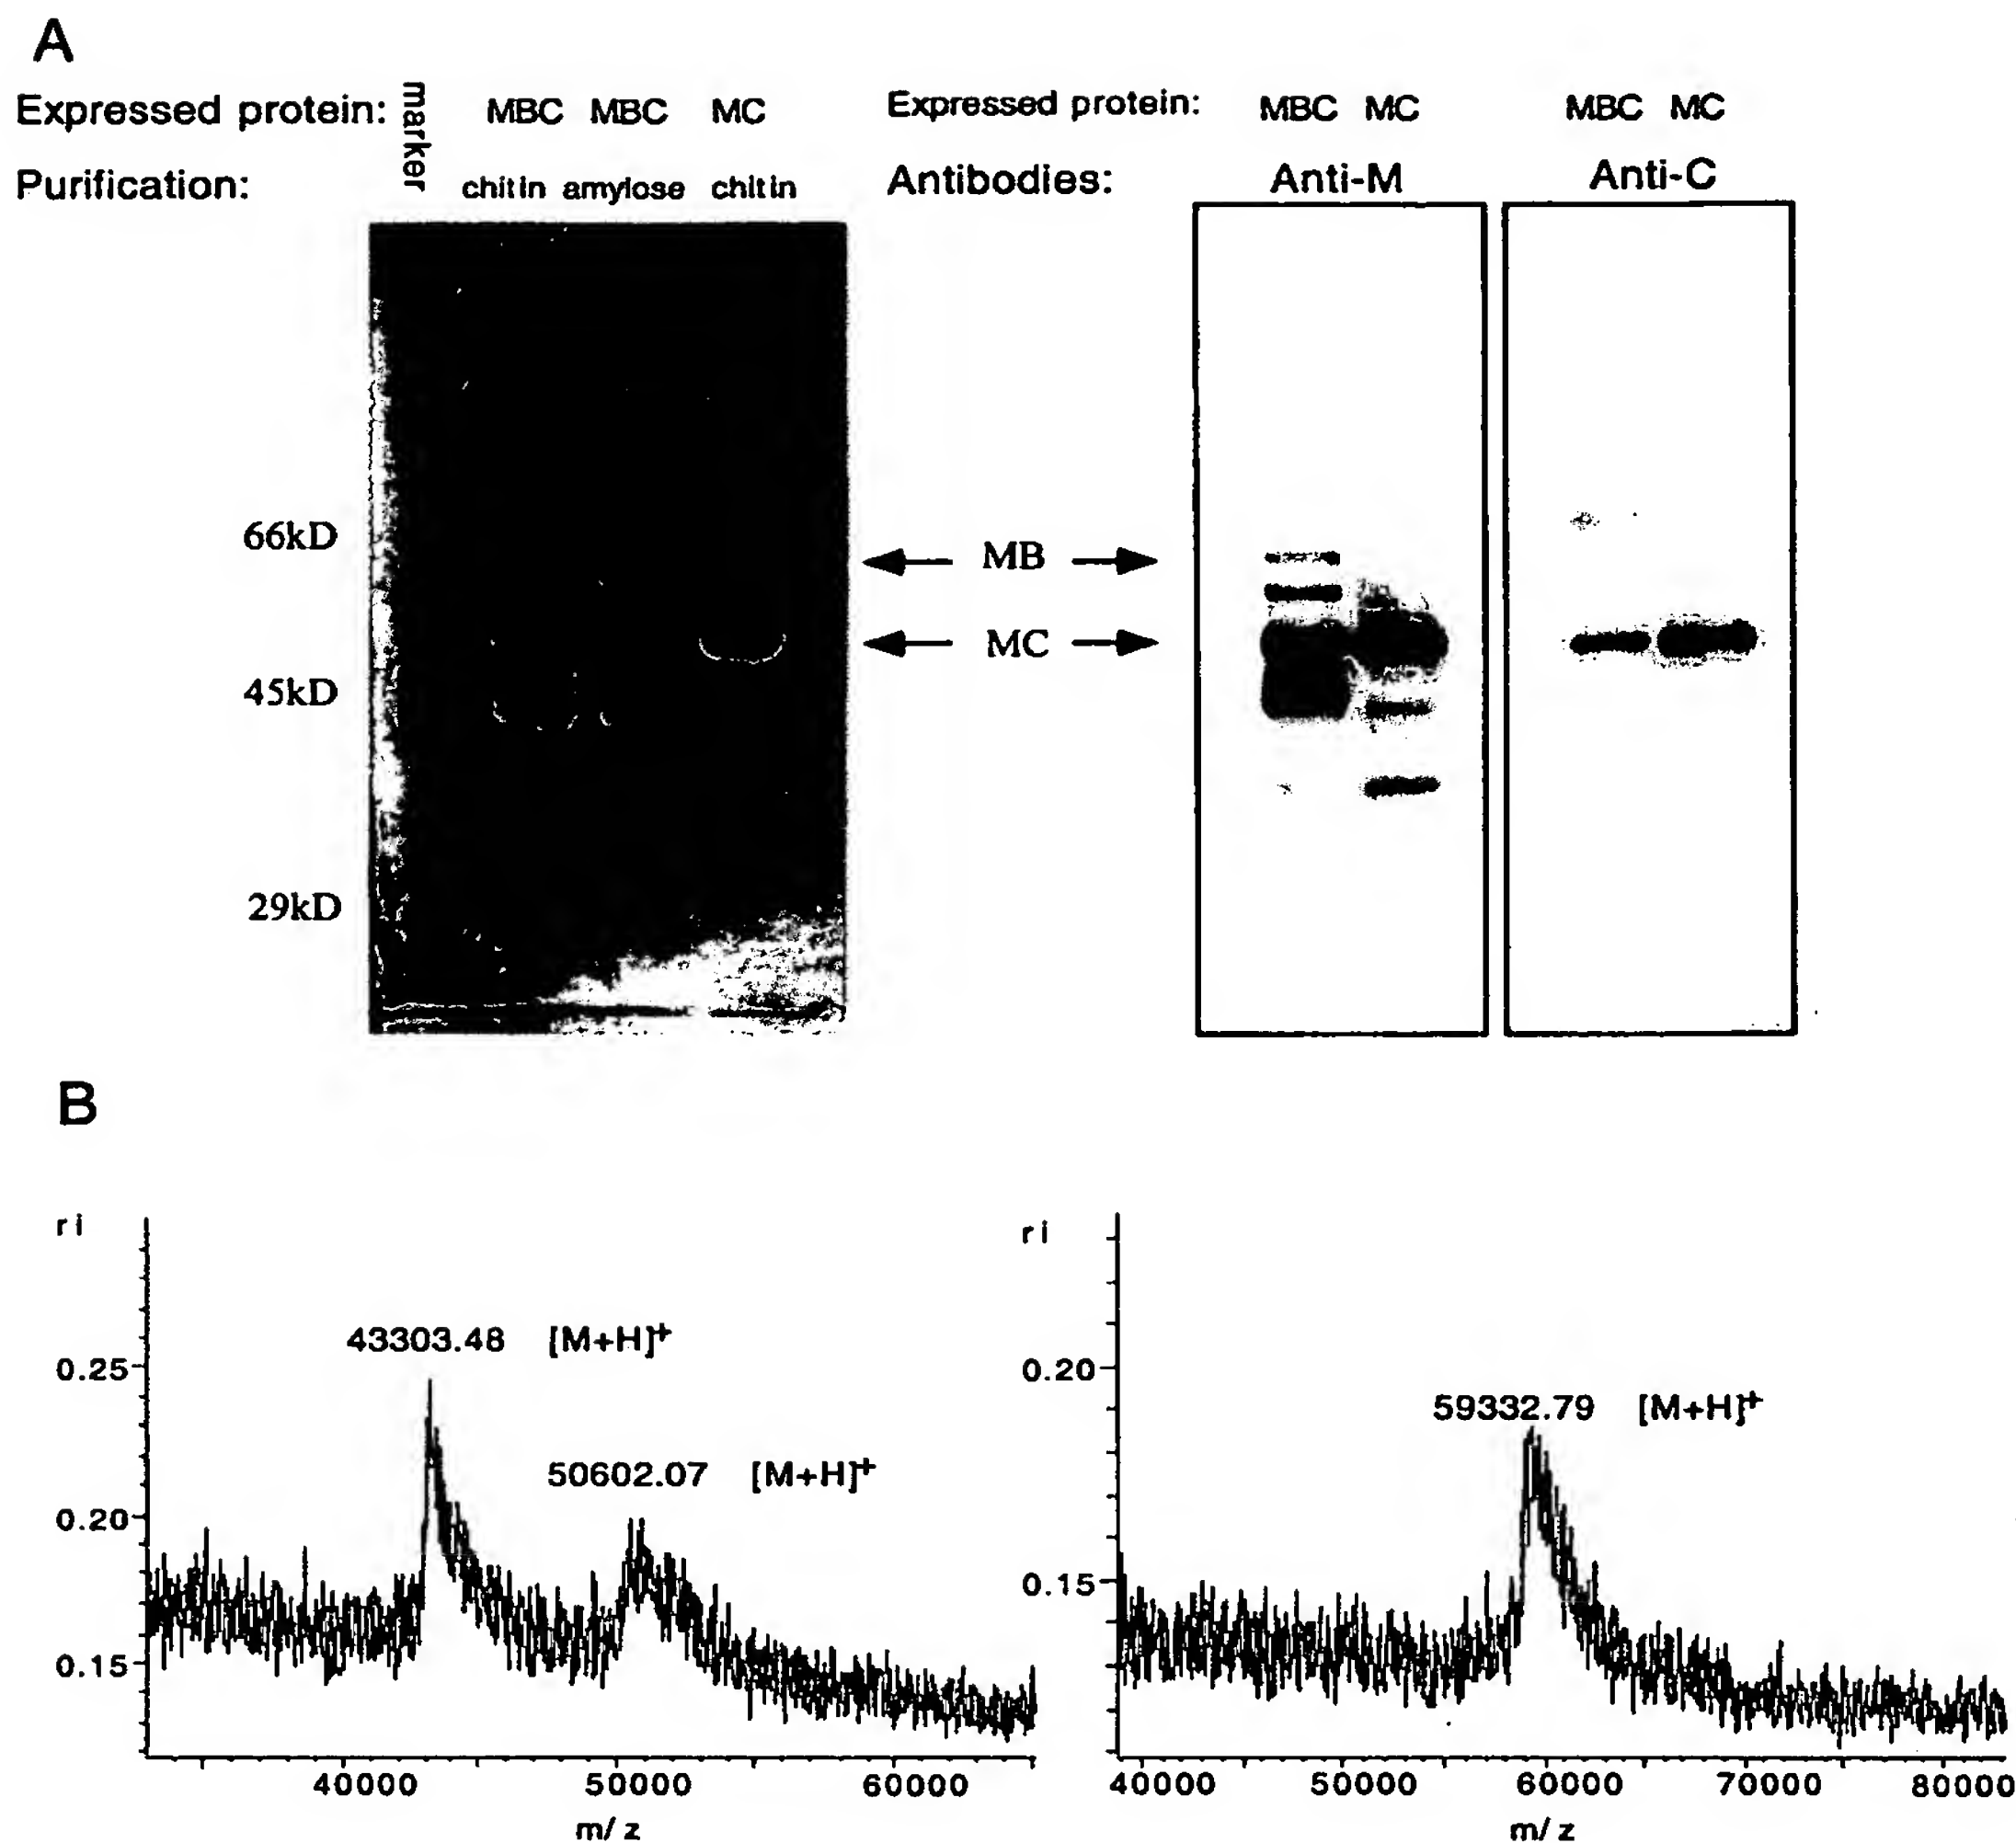 A
Expressed protein: marker MBC MBC MC
Purification: chitin amylose chitin
66kD
45kD
29kD
MB
MC
Expressed protein: MBC MC MBC MC
Antibodies: Anti-M Anti-C
B
ri
0.25
0.20
0.15
43303.48 [M+H]+
50602.07 [M+H]+
40000 50000 60000
m/z
ri
0.20
0.15
59332.79 [M+H]+
40000 50000 60000 70000 80000
m/z